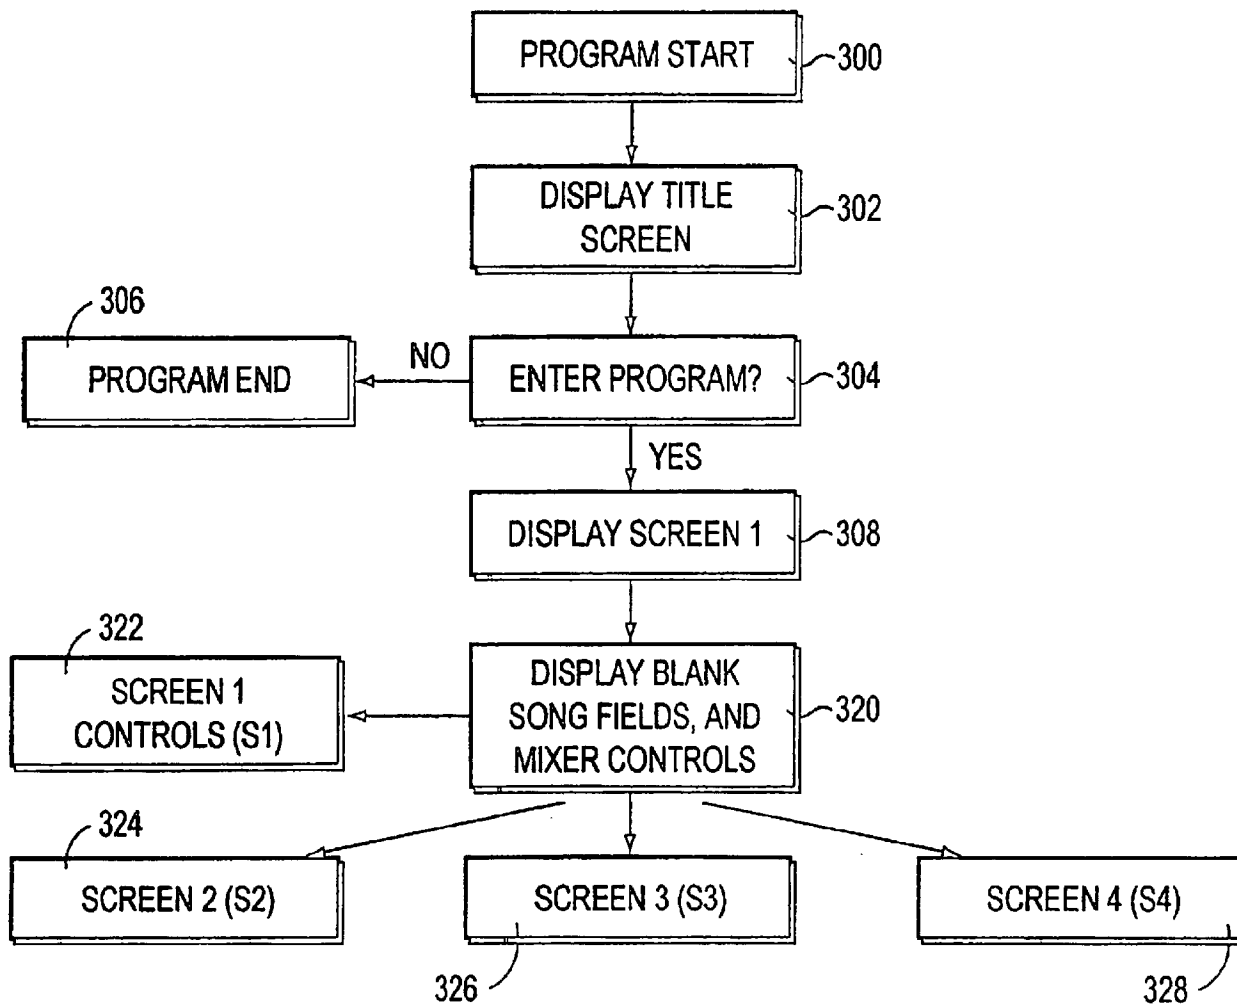 PROGRAM START
300
DISPLAY TITLE
SCREEN
302
306
PROGRAM END
NO
ENTER PROGRAM?
304
YES
DISPLAY SCREEN 1
308
322
SCREEN 1
CONTROLS (S1)
DISPLAY BLANK
SONG FIELDS, AND
MIXER CONTROLS
320
324
SCREEN 2 (S2)
SCREEN 3 (S3)
SCREEN 4 (S4)
326
328